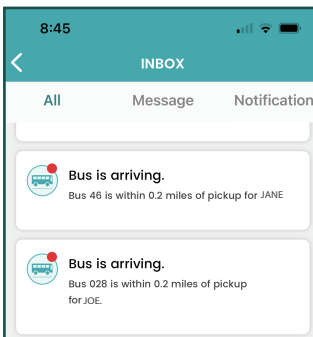 8:45
INBOX
All Message Notification
Bus is arriving.
Bus 46 is within 0.2 miles of pickup for JANE
Bus is arriving.
Bus 028 is within 0.2 miles of pickup
for JOE.